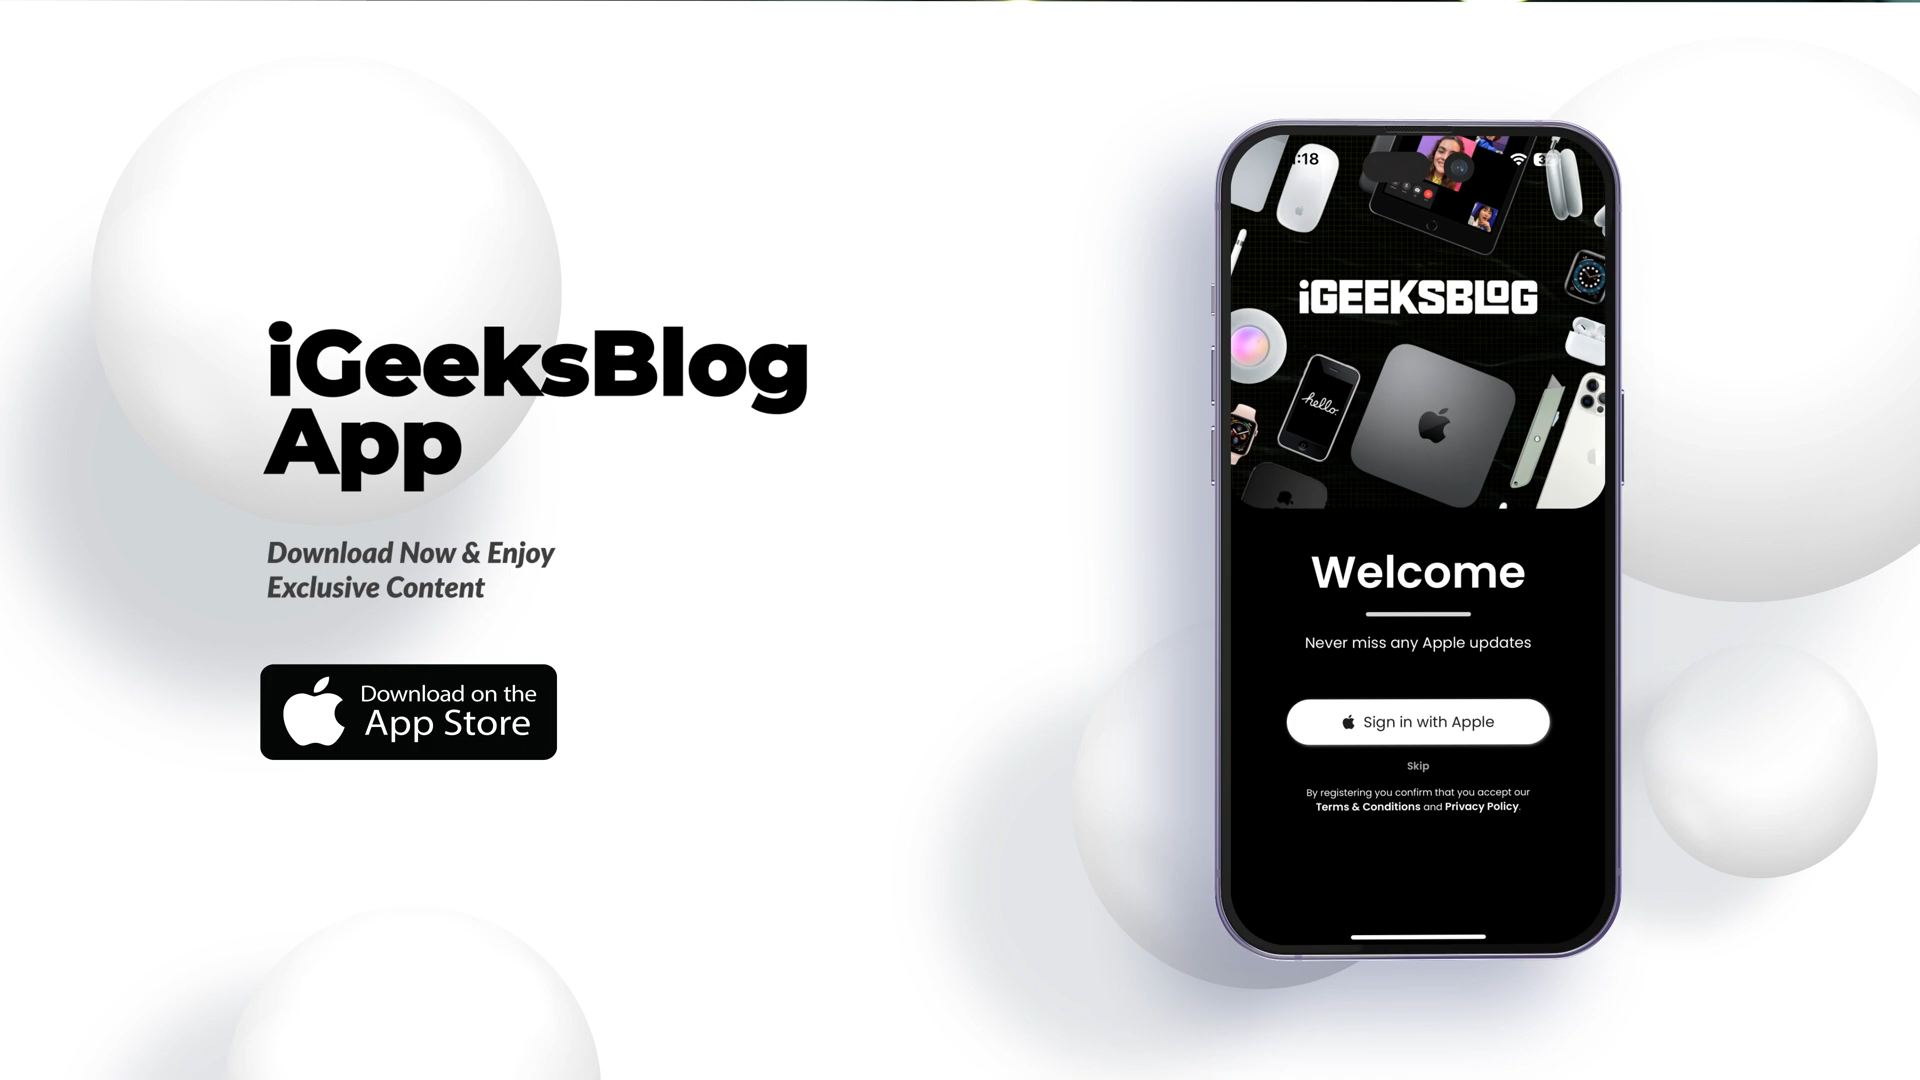 iGeeksBlog
App
Download Now & Enjoy
Exclusive Content
Download on the
App Store
:18
iGEEKSBLOG
hello.
Welcome
Never miss any Apple updates
Sign in with Apple
Skip
By registering you confirm that you accept our
Terms & Conditions and Privacy Policy.